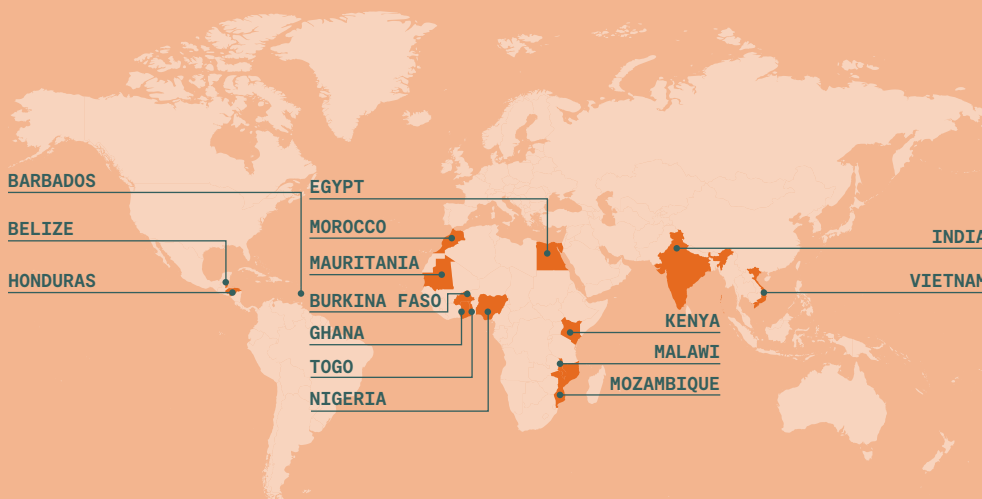 BARBADOS
BELIZE
HONDURAS
EGYPT
MOROCCO
MAURITANIA
BURKINA FASO
GHANA
TOGO
NIGERIA
INDIA
VIETNAM
KENYA
MALAWI
MOZAMBIQUE